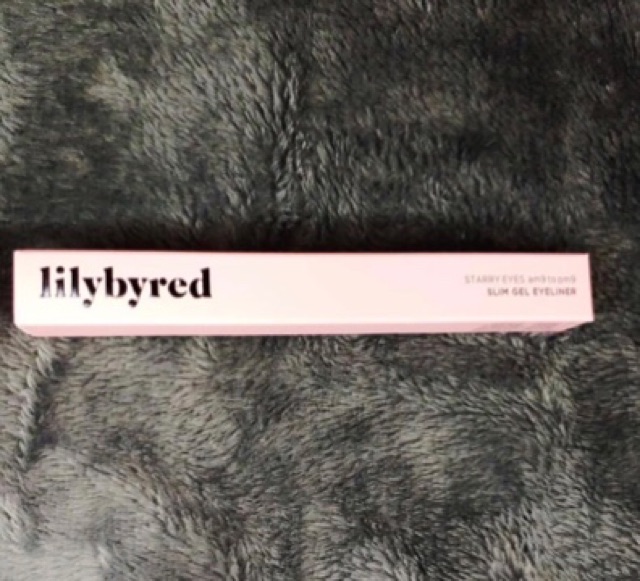 lilybyred
STARRY EYES am9 to pm9
SLIM GEL EYELINER